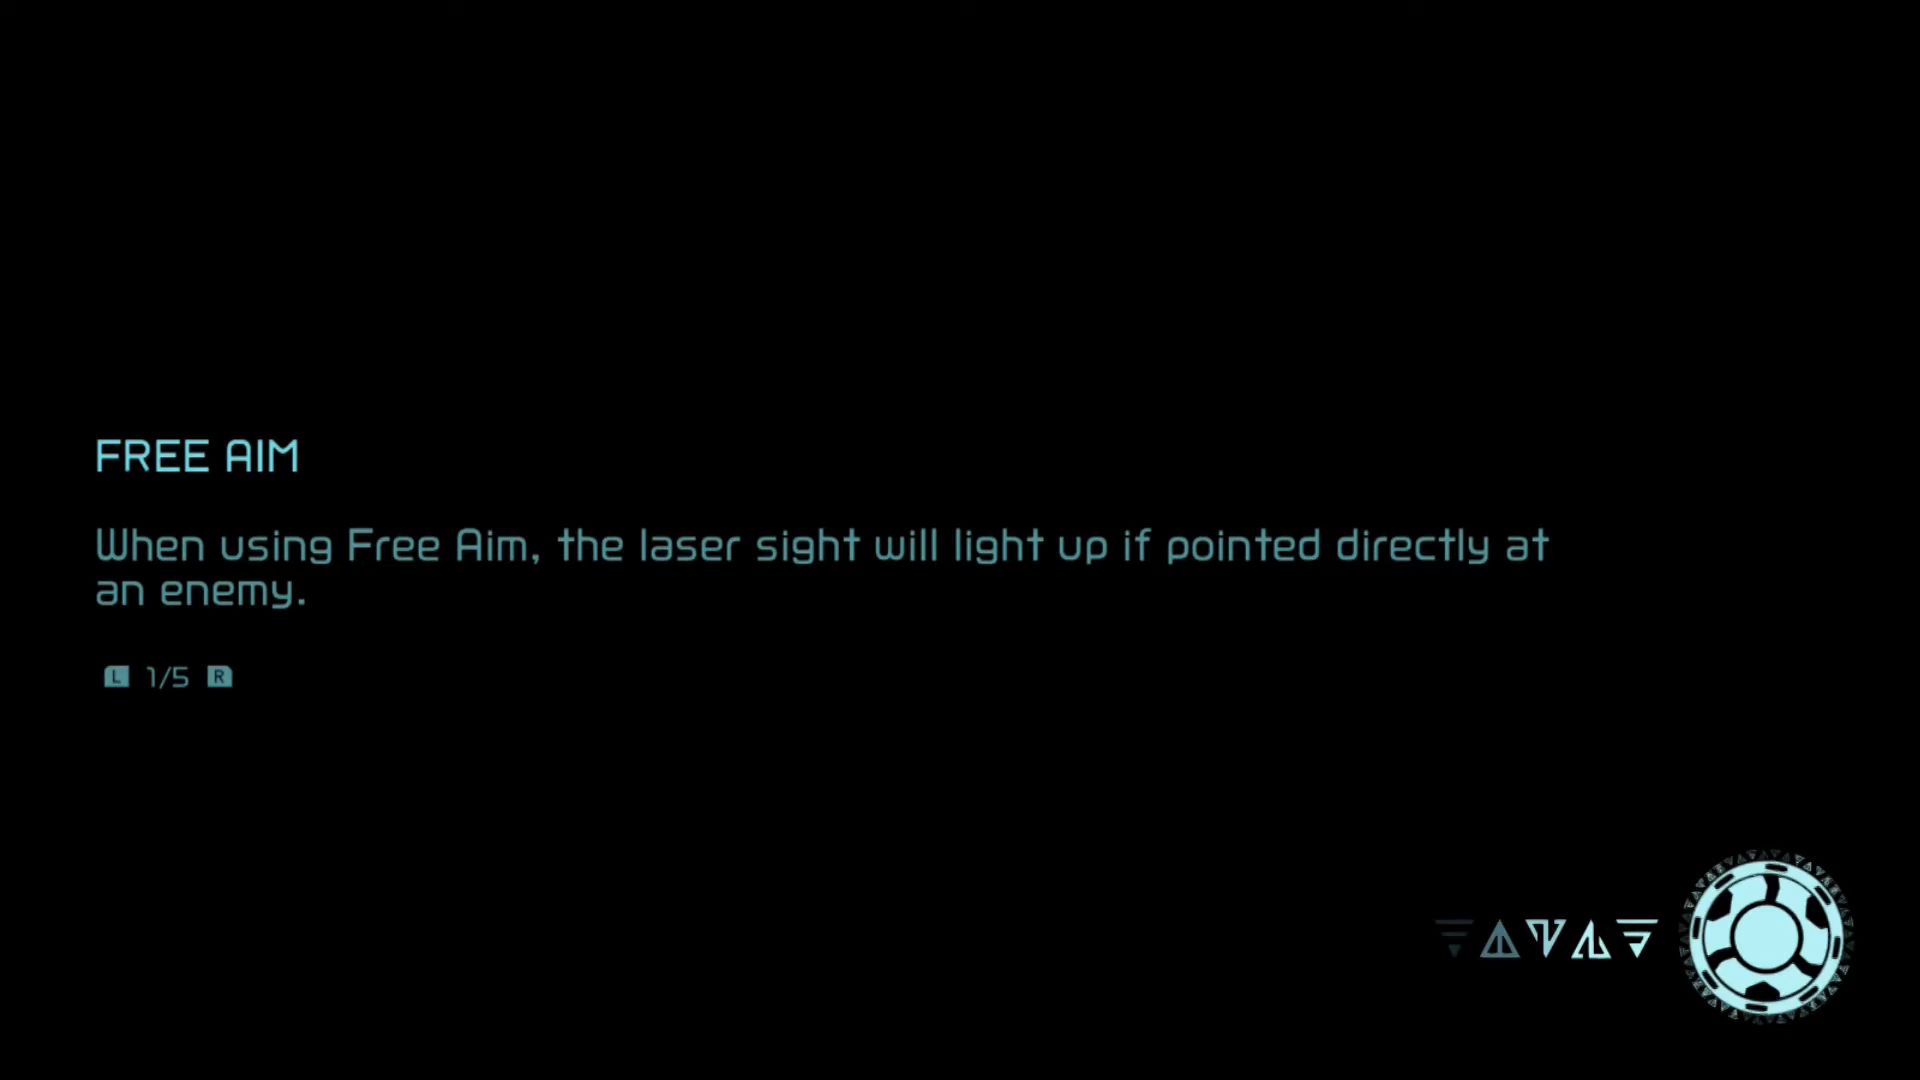 FREE AIM
When using Free Aim, the laser sight will light up if pointed directly at
an enemy.
L 1/5 R